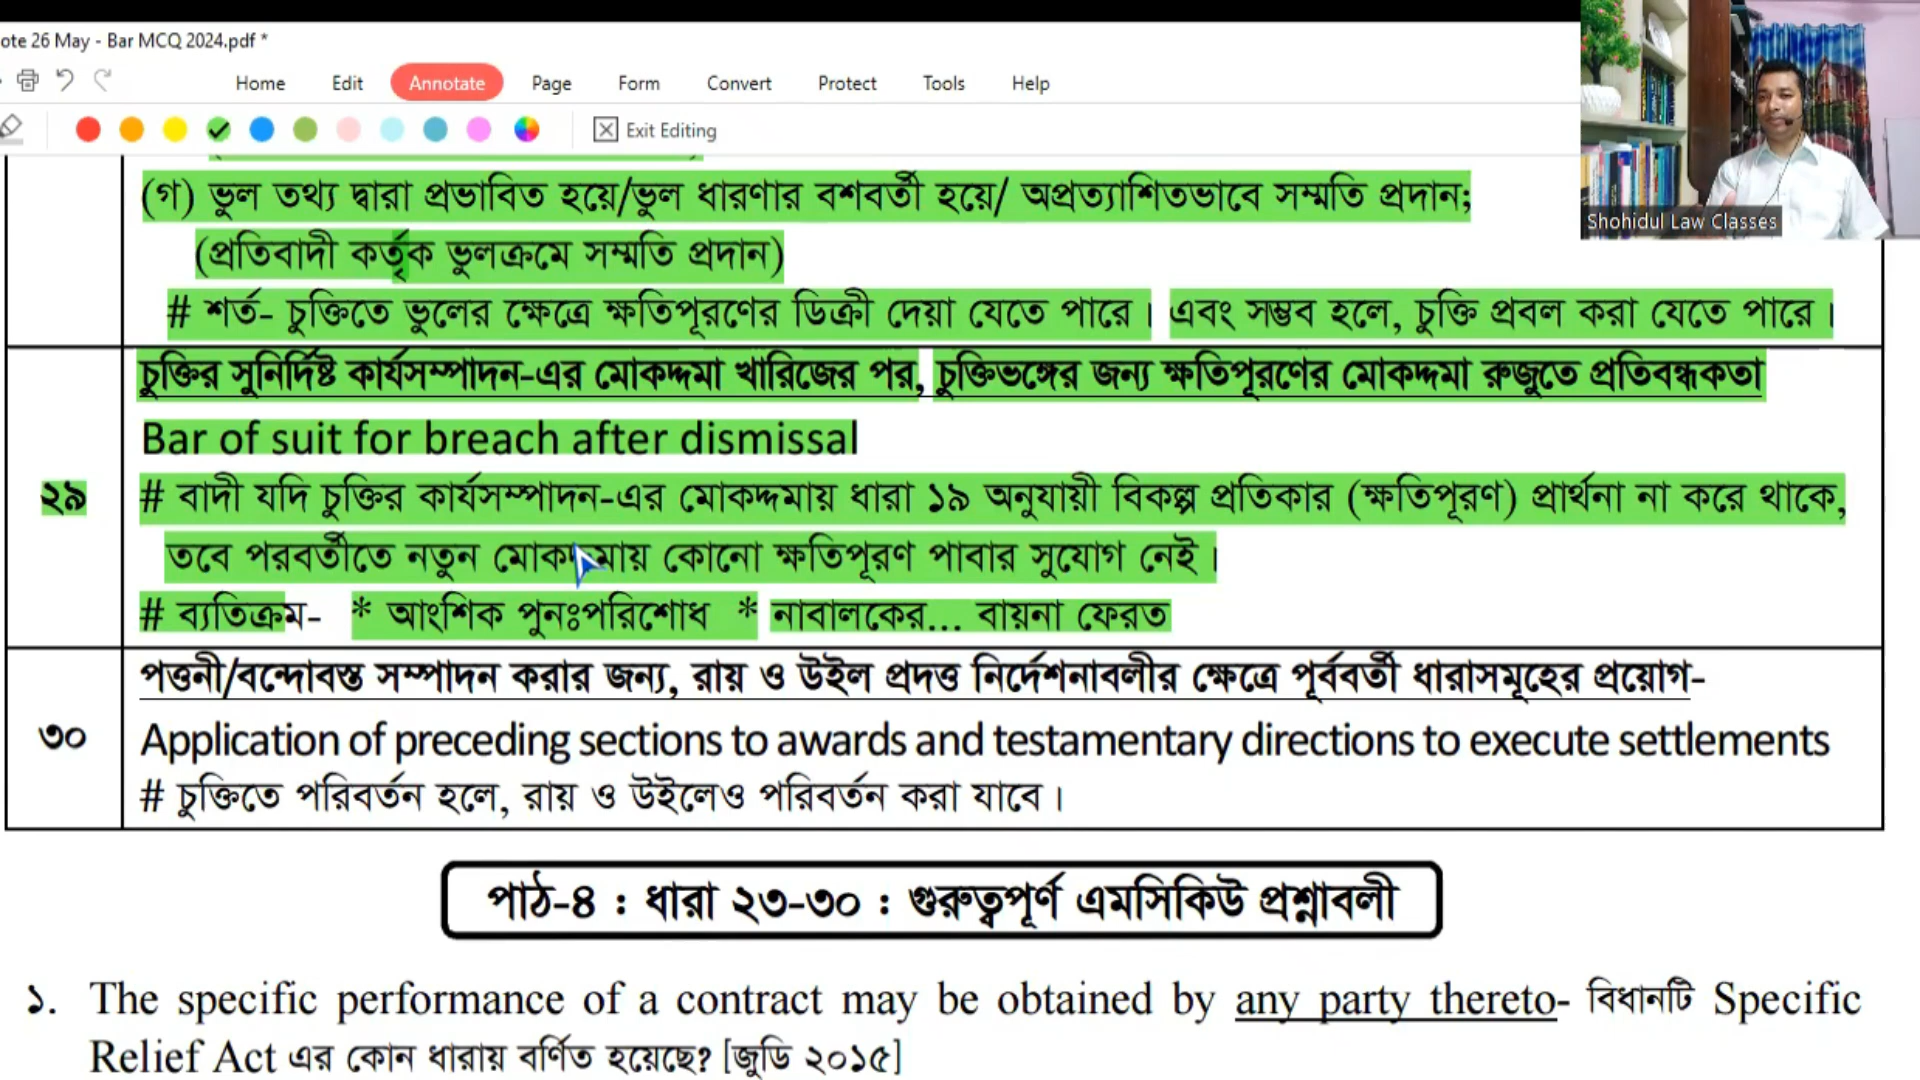 ote 26 May - Bar MCQ 2024.pdf *
Home Edit Annotate Page Form Convert Protect Tools Help
Exit Editing
Shohidul Law Classes
(গ) ভুল তথ্য দ্বারা প্রভাবিত হয়ে/ভুল ধারণার বশবর্তী হয়ে/ অপ্রত্যাশিতভাবে সম্মতি প্রদান;
(প্রতিবাদী কর্তৃক ভুলক্রমে সম্মতি প্রদান)
# শর্ত- চুক্তিতে ভুলের ক্ষেত্রে ক্ষতিপূরণের ডিক্রী দেয়া যেতে পারে। এবং সম্ভব হলে, চুক্তি প্রবল করা যেতে পারে।
চুক্তির সুনির্দিষ্ট কার্যসম্পাদন-এর মোকদ্দমা খারিজের পর, চুক্তিভঙ্গের জন্য ক্ষতিপূরণের মোকদ্দমা রুজুতে প্রতিবন্ধকতা
Bar of suit for breach after dismissal
২৯
# বাদী যদি চুক্তির কার্যসম্পাদন-এর মোকদ্দমায় ধারা ১৯ অনুযায়ী বিকল্প প্রতিকার (ক্ষতিপূরণ) প্রার্থনা না করে থাকে,
তবে পরবর্তীতে নতুন মোকদ্দমায় কোনো ক্ষতিপূরণ পাবার সুযোগ নেই।
# ব্যতিক্রম- * আংশিক পুনঃপরিশোধ * নাবালকের... বায়না ফেরত
পত্তনী/বন্দোবস্ত সম্পাদন করার জন্য, রায় ও উইল প্রদত্ত নির্দেশনাবলীর ক্ষেত্রে পূর্ববর্তী ধারাসমূহের প্রয়োগ-
৩০
Application of preceding sections to awards and testamentary directions to execute settlements
# চুক্তিতে পরিবর্তন হলে, রায় ও উইলেও পরিবর্তন করা যাবে।
পাঠ-৪ : ধারা ২৩-৩০ : গুরুত্বপূর্ণ এমসিকিউ প্রশ্নাবলী
১. The specific performance of a contract may be obtained by any party thereto- বিধানটি Specific
Relief Act এর কোন ধারায় বর্ণিত হয়েছে? [জুডি ২০১৫]